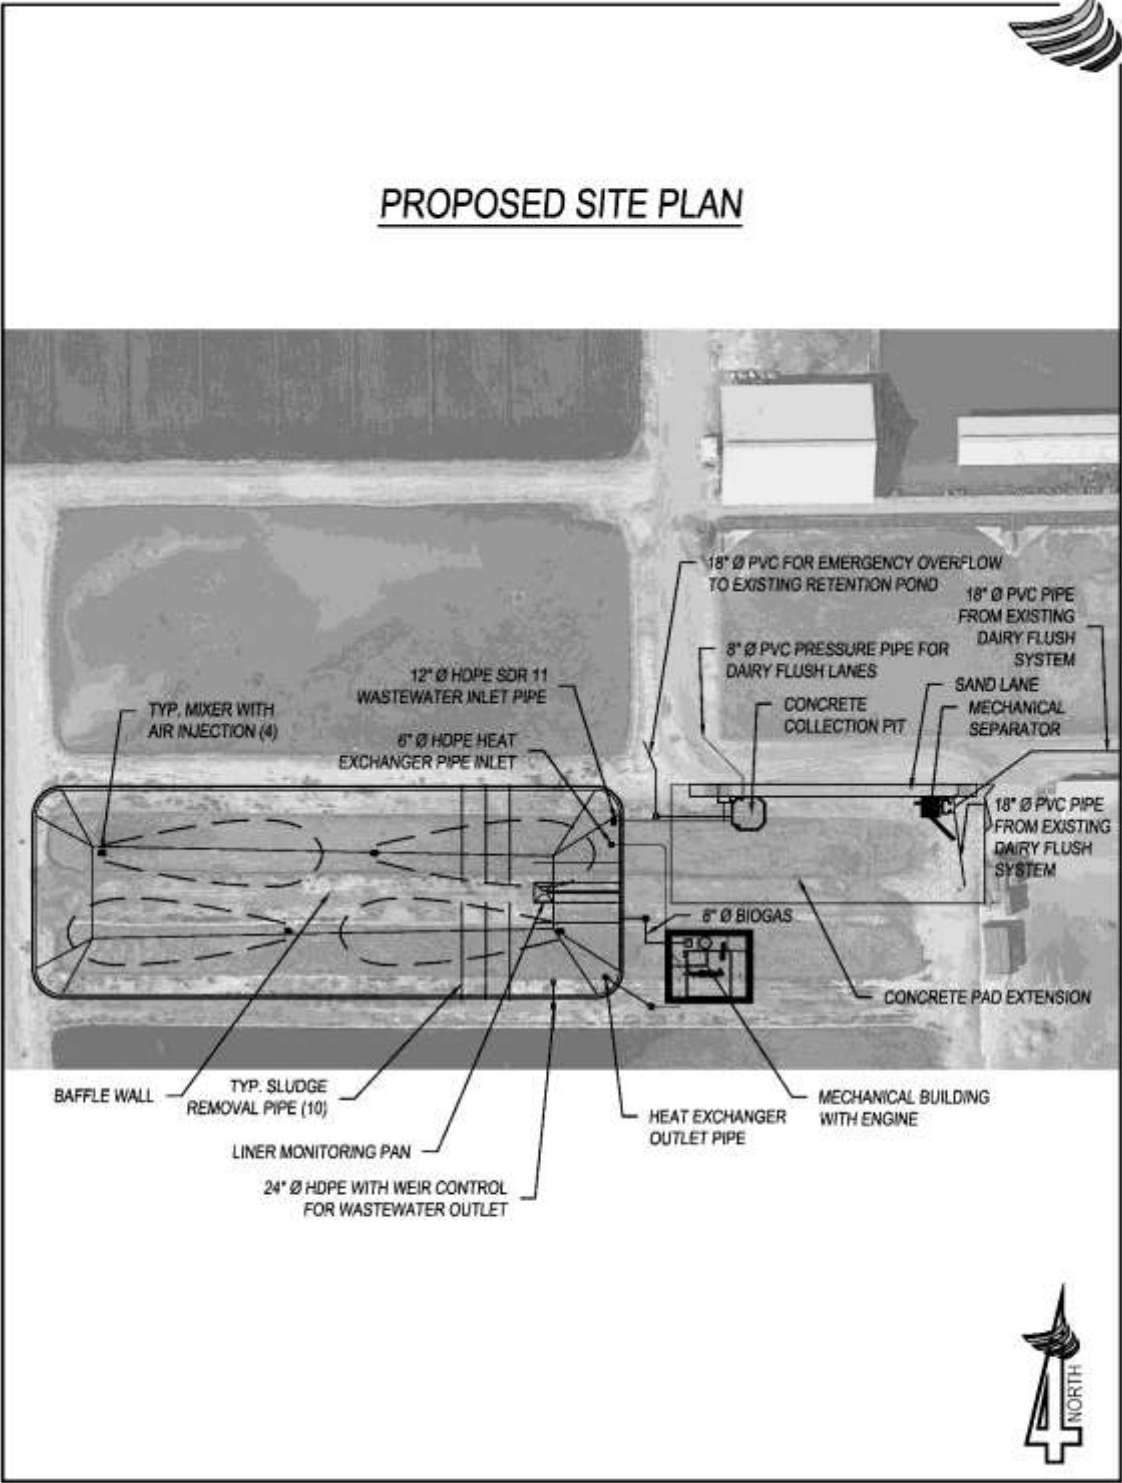 PROPOSED SITE PLAN
18" Ø PVC FOR EMERGENCY OVERFLOW
TO EXISTING RETENTION POND
18" Ø PVC PIPE
FROM EXISTING
DAIRY FLUSH
SYSTEM
8" Ø PVC PRESSURE PIPE FOR
DAIRY FLUSH LANES
12" Ø HDPE SDR 11
WASTEWATER INLET PIPE
SAND LANE
CONCRETE
COLLECTION PIT
MECHANICAL
SEPARATOR
TYP. MIXER WITH
AIR INJECTION (4)
6" Ø HDPE HEAT
EXCHANGER PIPE INLET
18" Ø PVC PIPE
FROM EXISTING
DAIRY FLUSH
SYSTEM
8" Ø BIOGAS
CONCRETE PAD EXTENSION
BAFFLE WALL
TYP. SLUDGE
REMOVAL PIPE (10)
MECHANICAL BUILDING
WITH ENGINE
HEAT EXCHANGER
OUTLET PIPE
LINER MONITORING PAN
24" Ø HDPE WITH WEIR CONTROL
FOR WASTEWATER OUTLET
4
NORTH